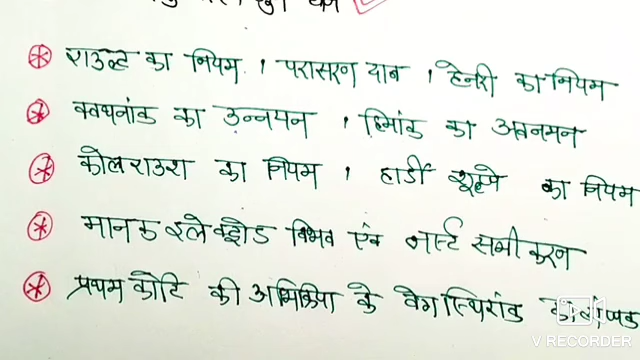 राउल्ट का नियम , परासरण दाब , हेनरी का नियम
क्वथनांक का उन्नयन , हिमांक का अवनमन
कोलराउश का नियम , हार्डी शूल्जे का नियम
मानक इलेक्ट्रोड विभव एवं नर्न्स्ट समीकरण
प्रथम कोटि की अभिक्रिया के वेग स्थिरांक का
V RECORDER